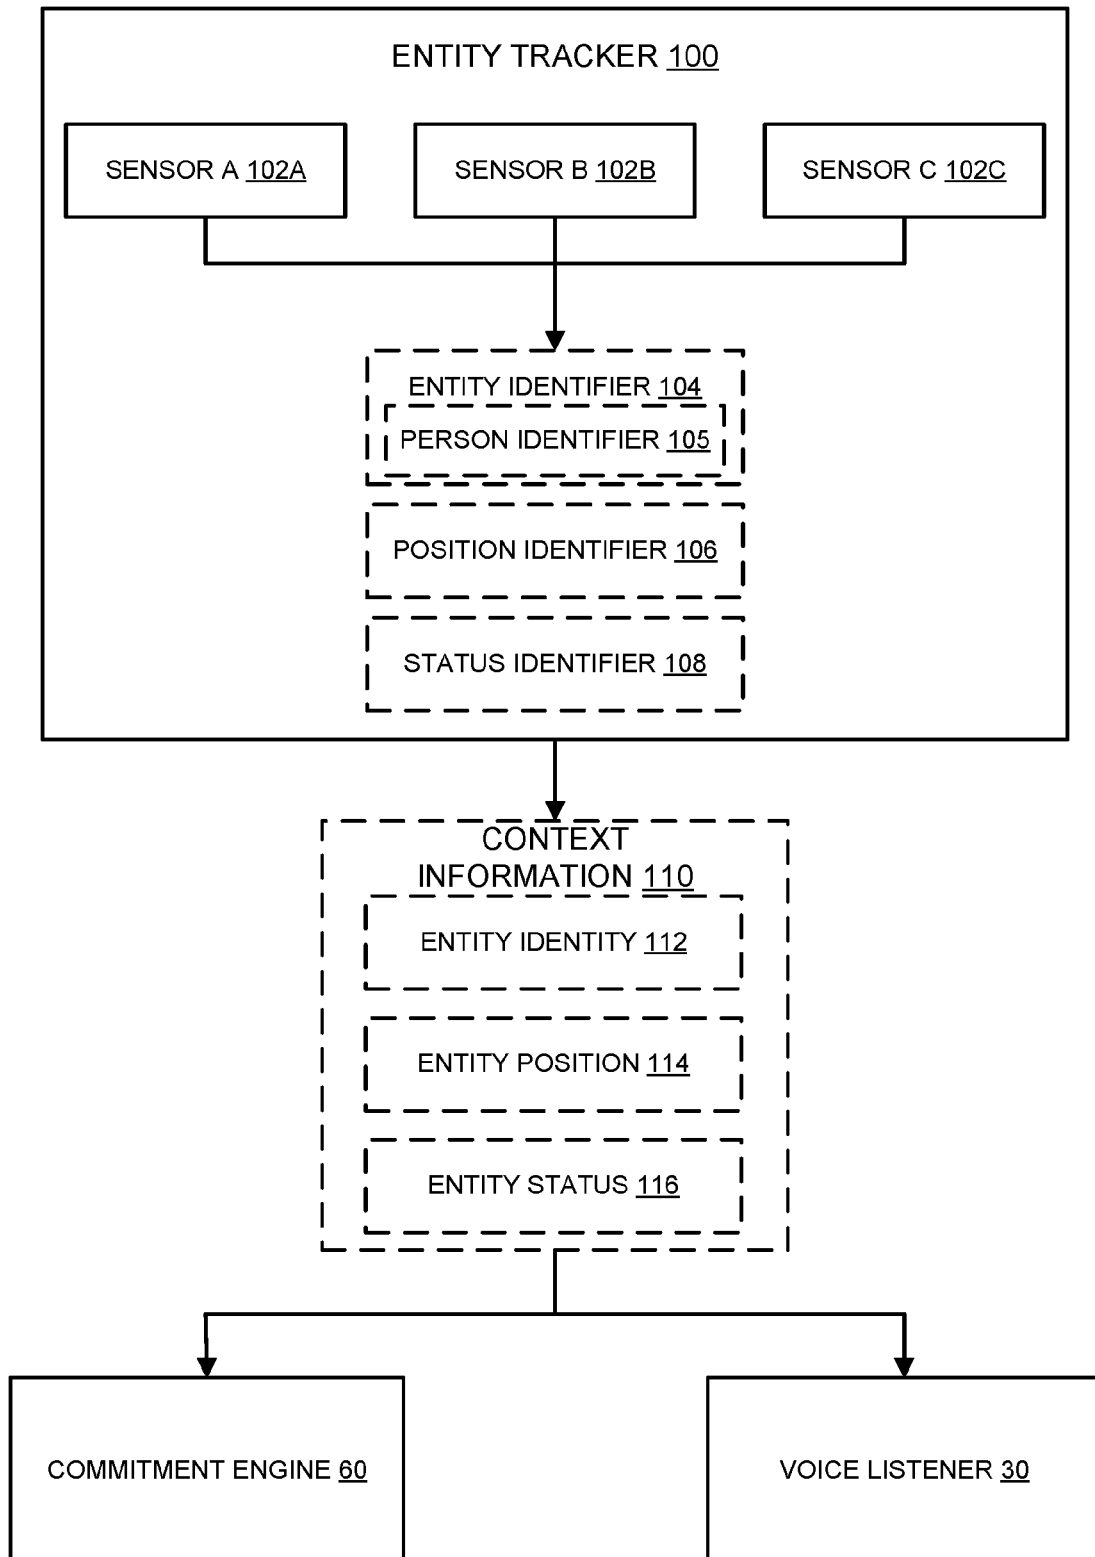 ENTITY TRACKER 100
SENSOR A 102A
SENSOR B 102B
SENSOR C 102C
ENTITY IDENTIFIER 104
PERSON IDENTIFIER 105
POSITION IDENTIFIER 106
STATUS IDENTIFIER 108
CONTEXT
INFORMATION 110
ENTITY IDENTITY 112
ENTITY POSITION 114
ENTITY STATUS 116
COMMITMENT ENGINE 60
VOICE LISTENER 30